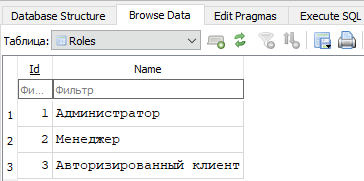 Database Structure Browse Data Edit Pragmas Execute SQL
Таблица: Roles
Id Name
Фи... Фильтр
1 1 Администратор
2 2 Менеджер
3 3 Авторизированный клиент